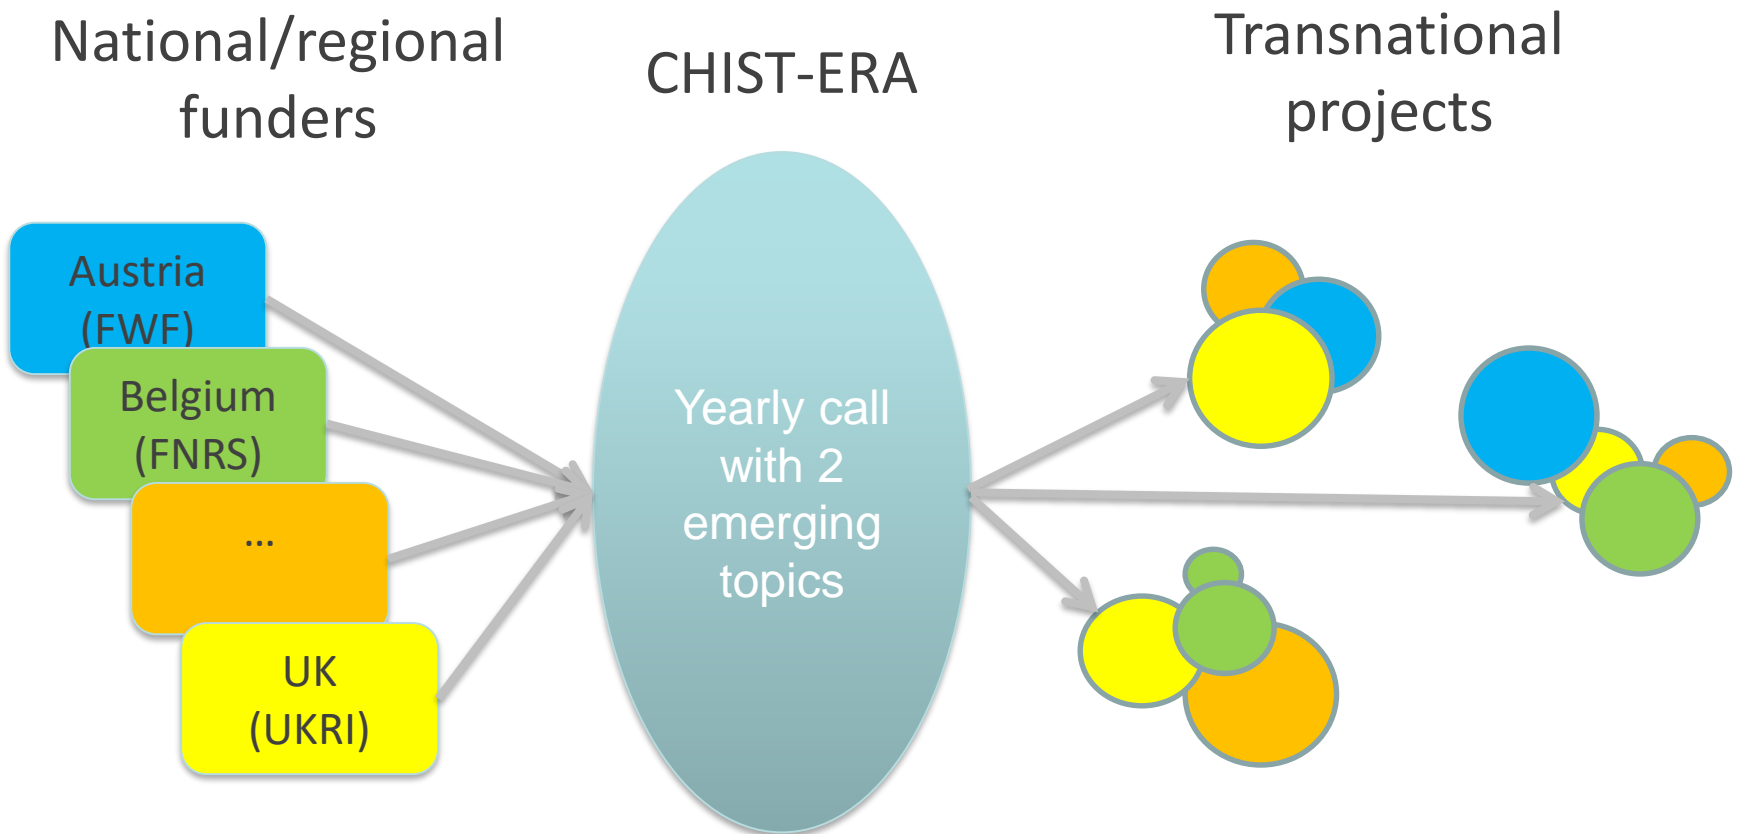 National/regional
funders
CHIST-ERA
Transnational
projects
Austria
(FWF)
Belgium
(FNRS)
...
UK
(UKRI)
Yearly call
with 2
emerging
topics